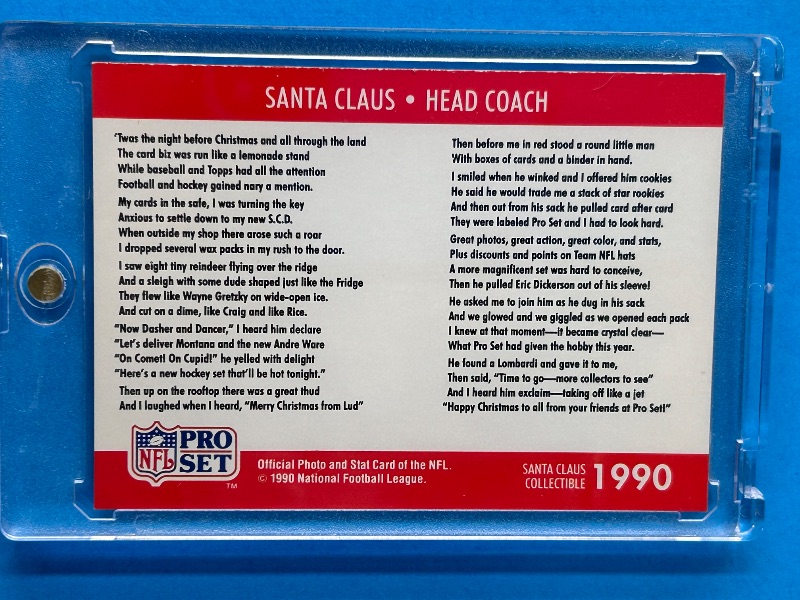 SANTA CLAUS • HEAD COACH
'Twas the night before Christmas and all through the land
The card biz was run like a lemonade stand
While baseball and Topps had all the attention
Football and hockey gained nary a mention.
My cards in the safe, I was turning the key
Anxious to settle down to my new S.C.D.
When outside my shop there arose such a roar
I dropped several wax packs in my rush to the door.
I saw eight tiny reindeer flying over the ridge
And a sleigh with some dude shaped just like the Fridge
They flew like Wayne Gretzky on wide-open ice.
And cut on a dime, like Craig and like Rice.
"Now Dasher and Dancer," I heard him declare
"Let's deliver Montana and the new Andre Ware
"On Comet! On Cupid!" he yelled with delight
"Here's a new hockey set that'll be hot tonight."
Then up on the rooftop there was a great thud
And I laughed when I heard, "Merry Christmas from Lud"
Then before me in red stood a round little man
With boxes of cards and a binder in hand.
I smiled when he winked and I offered him cookies
He said he would trade me a stack of star rookies
And then out from his sack he pulled card after card
They were labeled Pro Set and I had to look hard.
Great photos, great action, great color, and stats,
Plus discounts and points on Team NFL hats
A more magnificent set was hard to conceive,
Then he pulled Eric Dickerson out of his sleeve!
He asked me to join him as he dug in his sack
And we glowed and we giggled as we opened each pack
I knew at that moment—it became crystal clear—
What Pro Set had given the hobby this year.
He found a Lombardi and gave it to me,
Then said, "Time to go—more collectors to see"
And I heard him exclaim—taking off like a jet
"Happy Christmas to all from your friends at Pro Set!"
NFL PRO SET TM
Official Photo and Stat Card of the NFL.
© 1990 National Football League.
SANTA CLAUS
COLLECTIBLE 1990